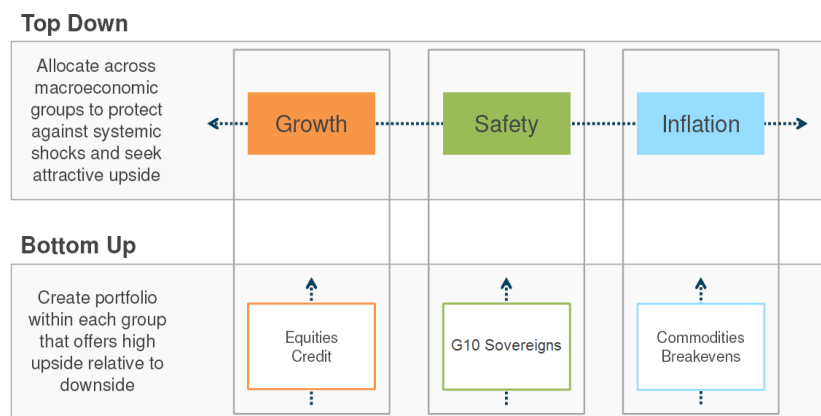 Top Down
Allocate across
macroeconomic
groups to protect
against systemic
shocks and seek
attractive upside
Growth
Safety
Inflation
Bottom Up
Create portfolio
within each group
that offers high
upside relative to
downside
Equities
Credit
G10 Sovereigns
Commodities
Breakevens